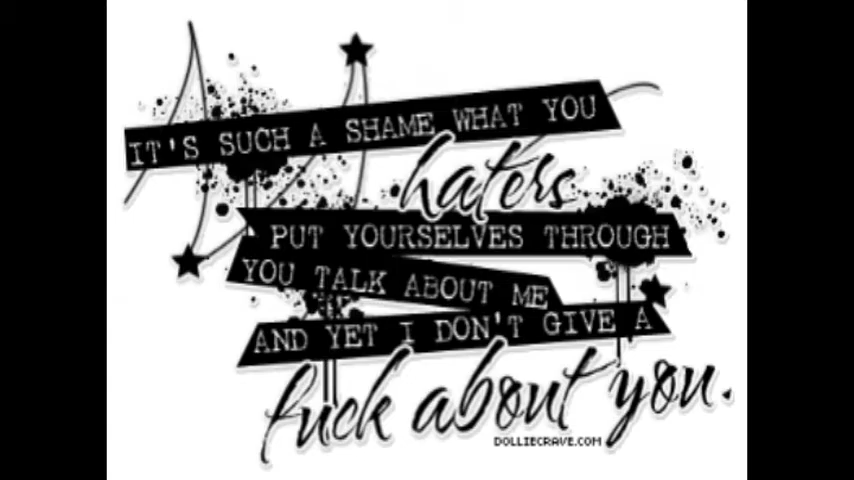 IT'S SUCH A SHAME WHAT YOU
haters
PUT YOURSELVES THROUGH
YOU TALK ABOUT ME
AND YET I DON'T GIVE A
fuck about you.
DOLLIECRAVE.COM